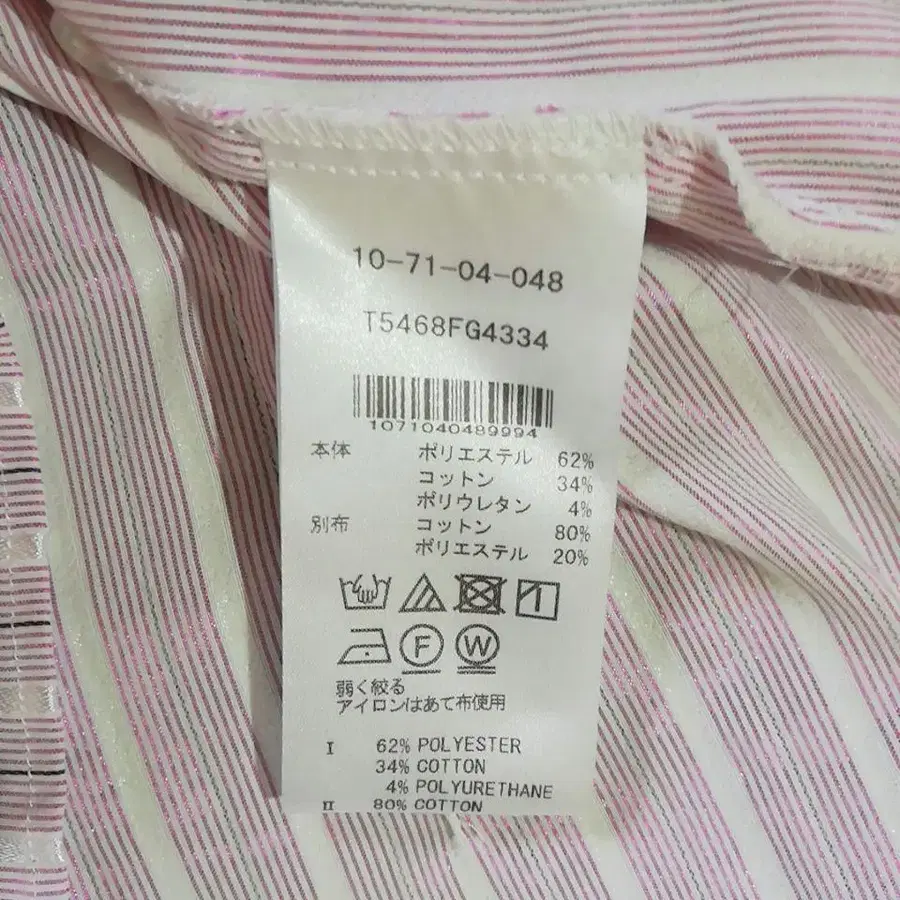 10-71-04-048
T5468FG4334
1071040489994
本体 ポリエステル 62%
コットン 34%
ポリウレタン 4%
別布 コットン 80%
ポリエステル 20%
F W
弱く絞る
アイロンはあて布使用
I 62% POLYESTER
34% COTTON
4% POLYURETHANE
II 80% COTTON